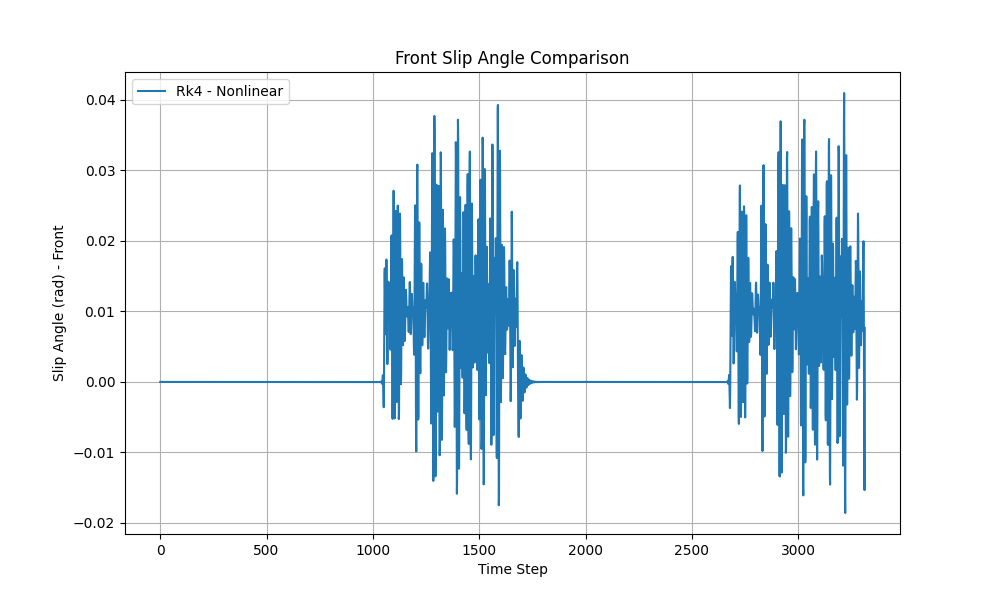 Front Slip Angle Comparison
Rk4 - Nonlinear
Slip Angle (rad) - Front
0.04
0.03
0.02
0.01
0.00
−0.01
−0.02
0 500 1000 1500 2000 2500 3000
Time Step